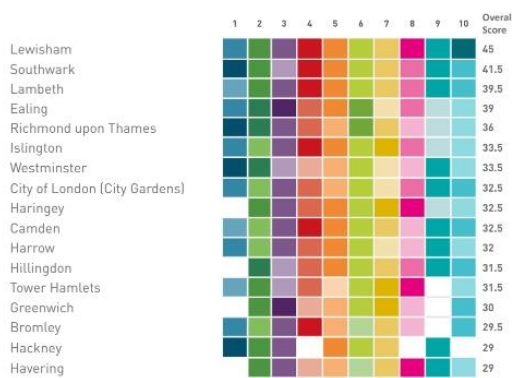 1 2 3 4 5 6 7 8 9 10 Overal
Score
Lewisham 45
Southwark 41.5
Lambeth 39.5
Ealing 39
Richmond upon Thames 36
Islington 33.5
Westminster 33.5
City of London (City Gardens) 32.5
Haringey 32.5
Camden 32.5
Harrow 32
Hillingdon 31.5
Tower Hamlets 31.5
Greenwich 30
Bromley 29.5
Hackney 29
Havering 29